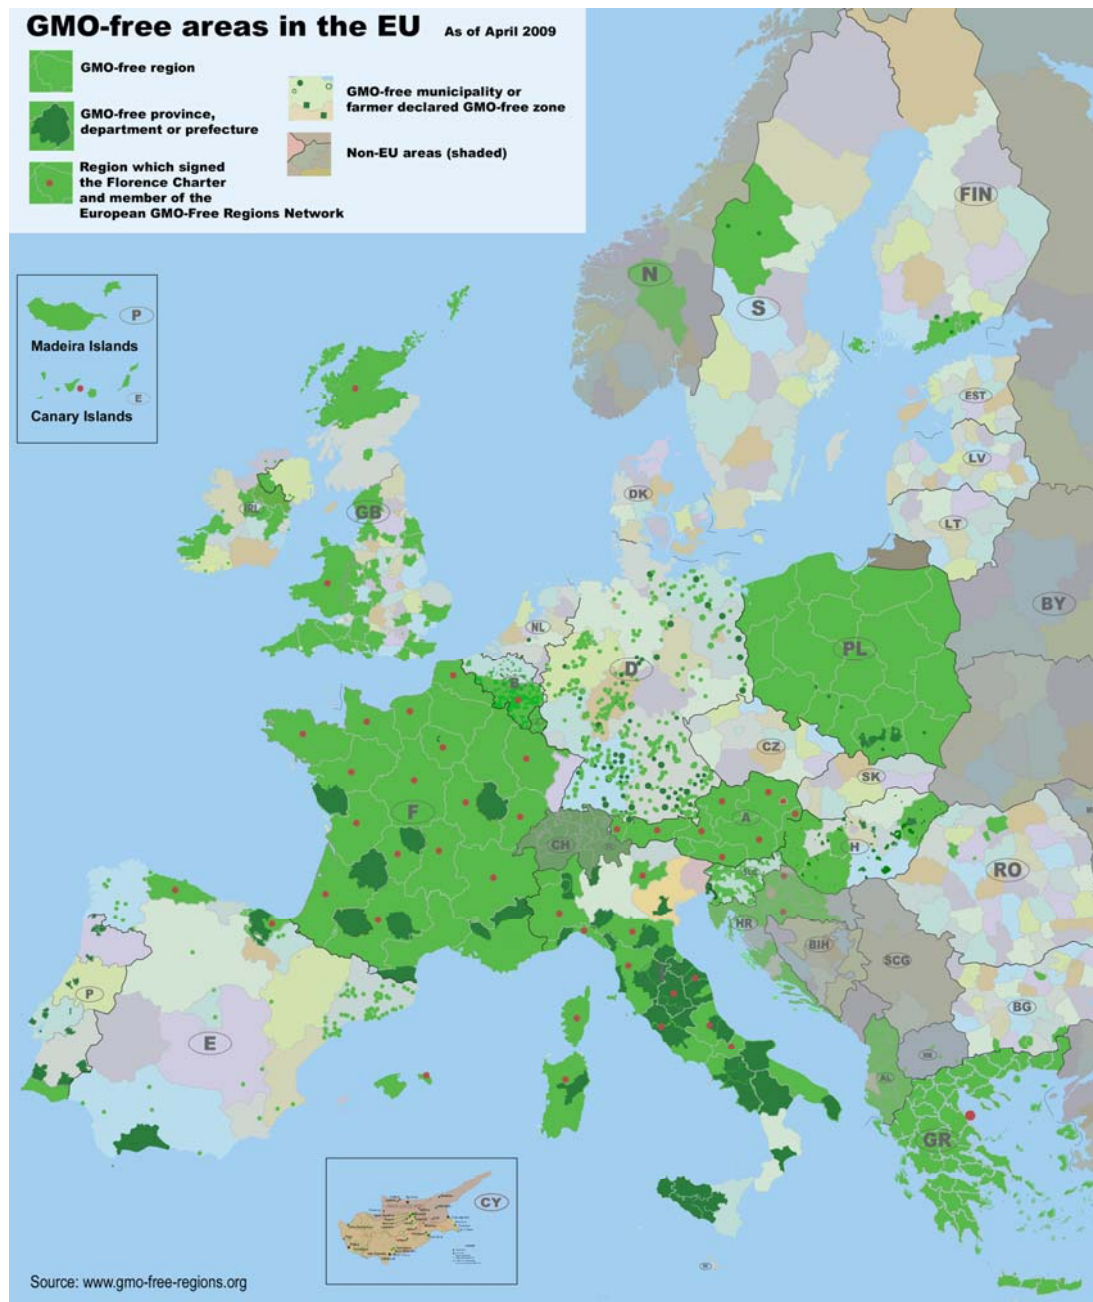 GMO-free areas in the EU As of April 2009
GMO-free region
GMO-free province,
department or prefecture
Region which signed
the Florence Charter
and member of the
European GMO-Free Regions Network
GMO-free municipality or
farmer declared GMO-free zone
Non-EU areas (shaded)
P
Madeira Islands
E
Canary Islands
N
S
FIN
EST
LV
LT
DK
IRL
GB
BY
NL
B
D
PL
CZ
SK
F
CH
A
H
RO
HR
BIH
SCG
BG
P
E
AL
GR
CY
Source: www.gmo-free-regions.org